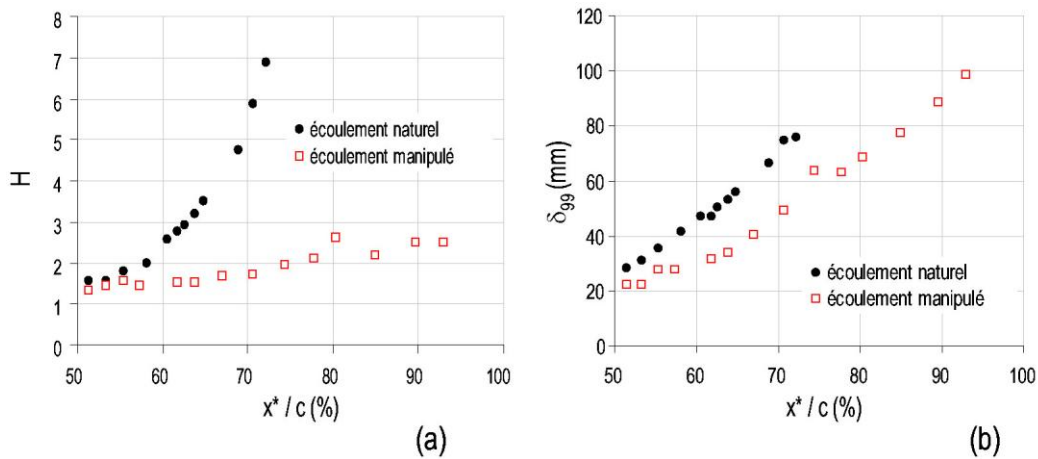 8
7
6
5
4
3
2
1
0
H
écoulement naturel
écoulement manipulé
50 60 70 80 90 100
x* / c (%)
(a)
120
100
80
60
40
20
0
δ99 (mm)
écoulement naturel
écoulement manipulé
50 60 70 80 90 100
x* / c (%)
(b)